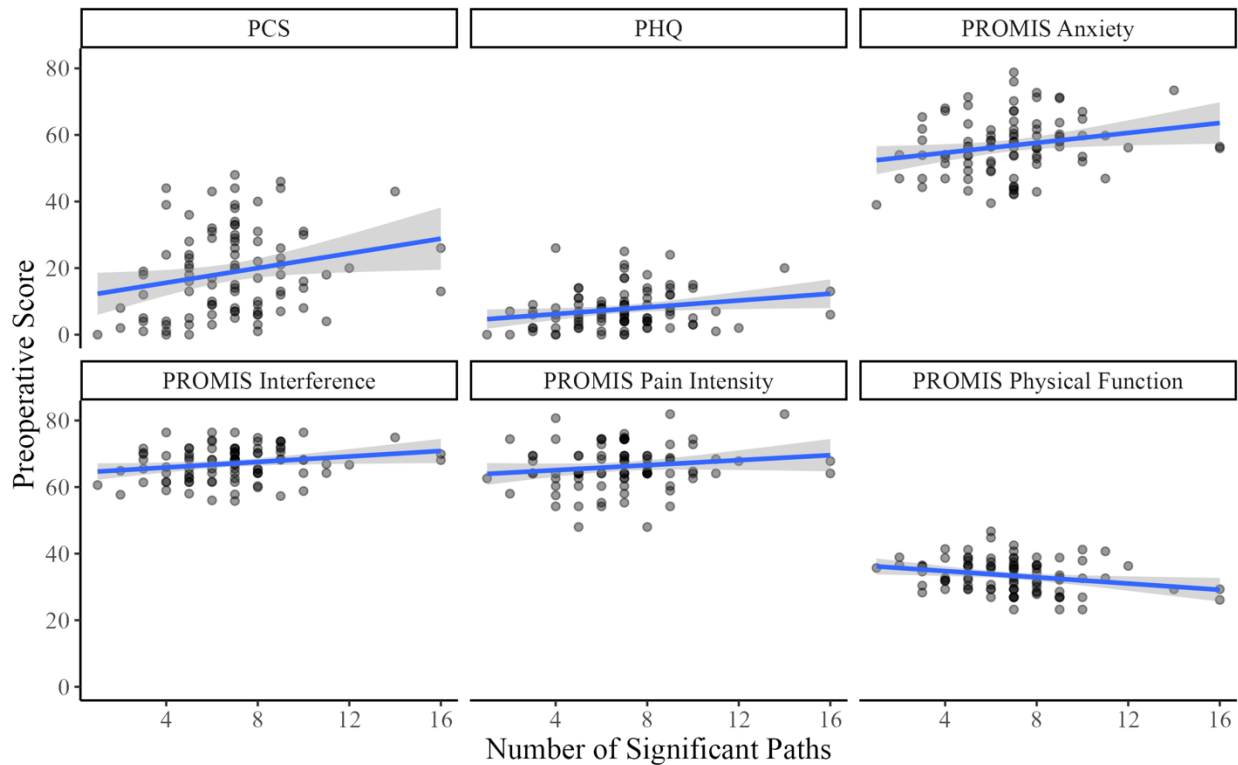 PCS
PHQ
PROMIS Anxiety
80
60
40
20
0
PROMIS Interference
PROMIS Pain Intensity
PROMIS Physical Function
80
60
40
20
0
Preoperative Score
4
8
12
16
4
8
12
16
4
8
12
16
Number of Significant Paths